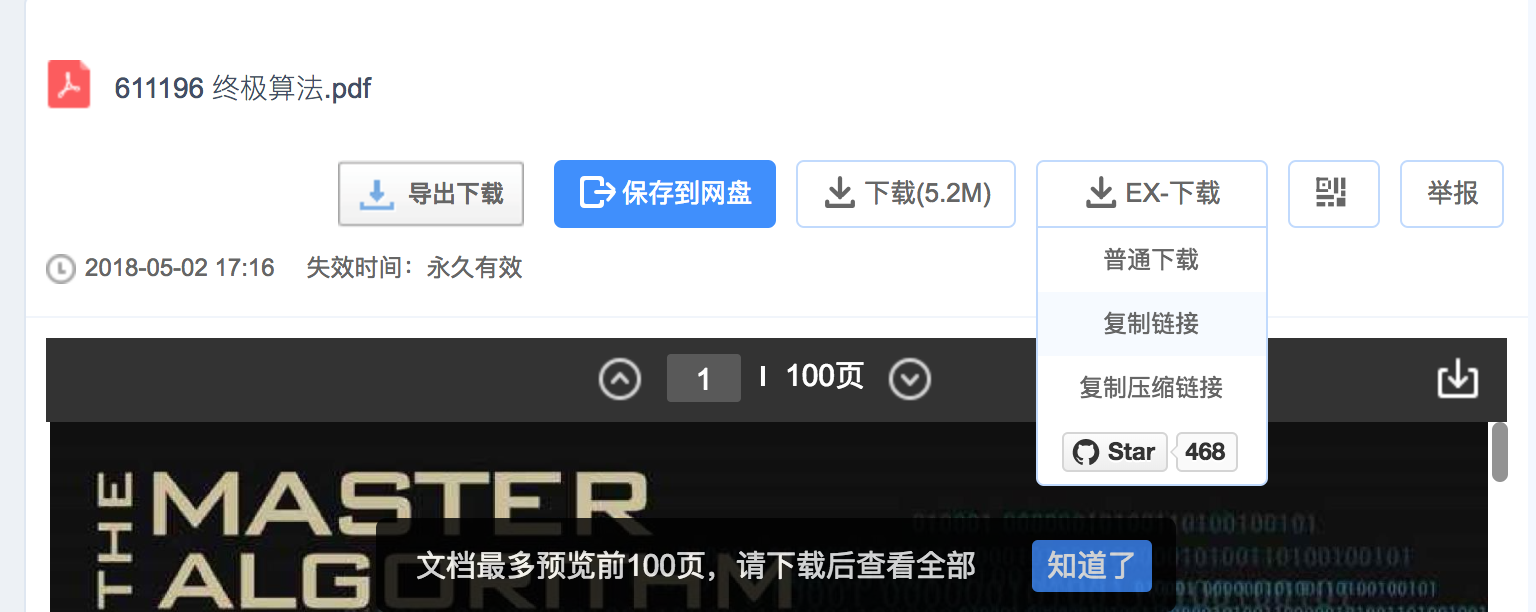 611196 终极算法.pdf
导出下载
保存到网盘
下载(5.2M)
EX-下载
举报
普通下载
复制链接
复制压缩链接
Star
468
2018-05-02 17:16 失效时间：永久有效
1 | 100页
THE
MASTER
ALGORITHM
文档最多预览前100页，请下载后查看全部
知道了